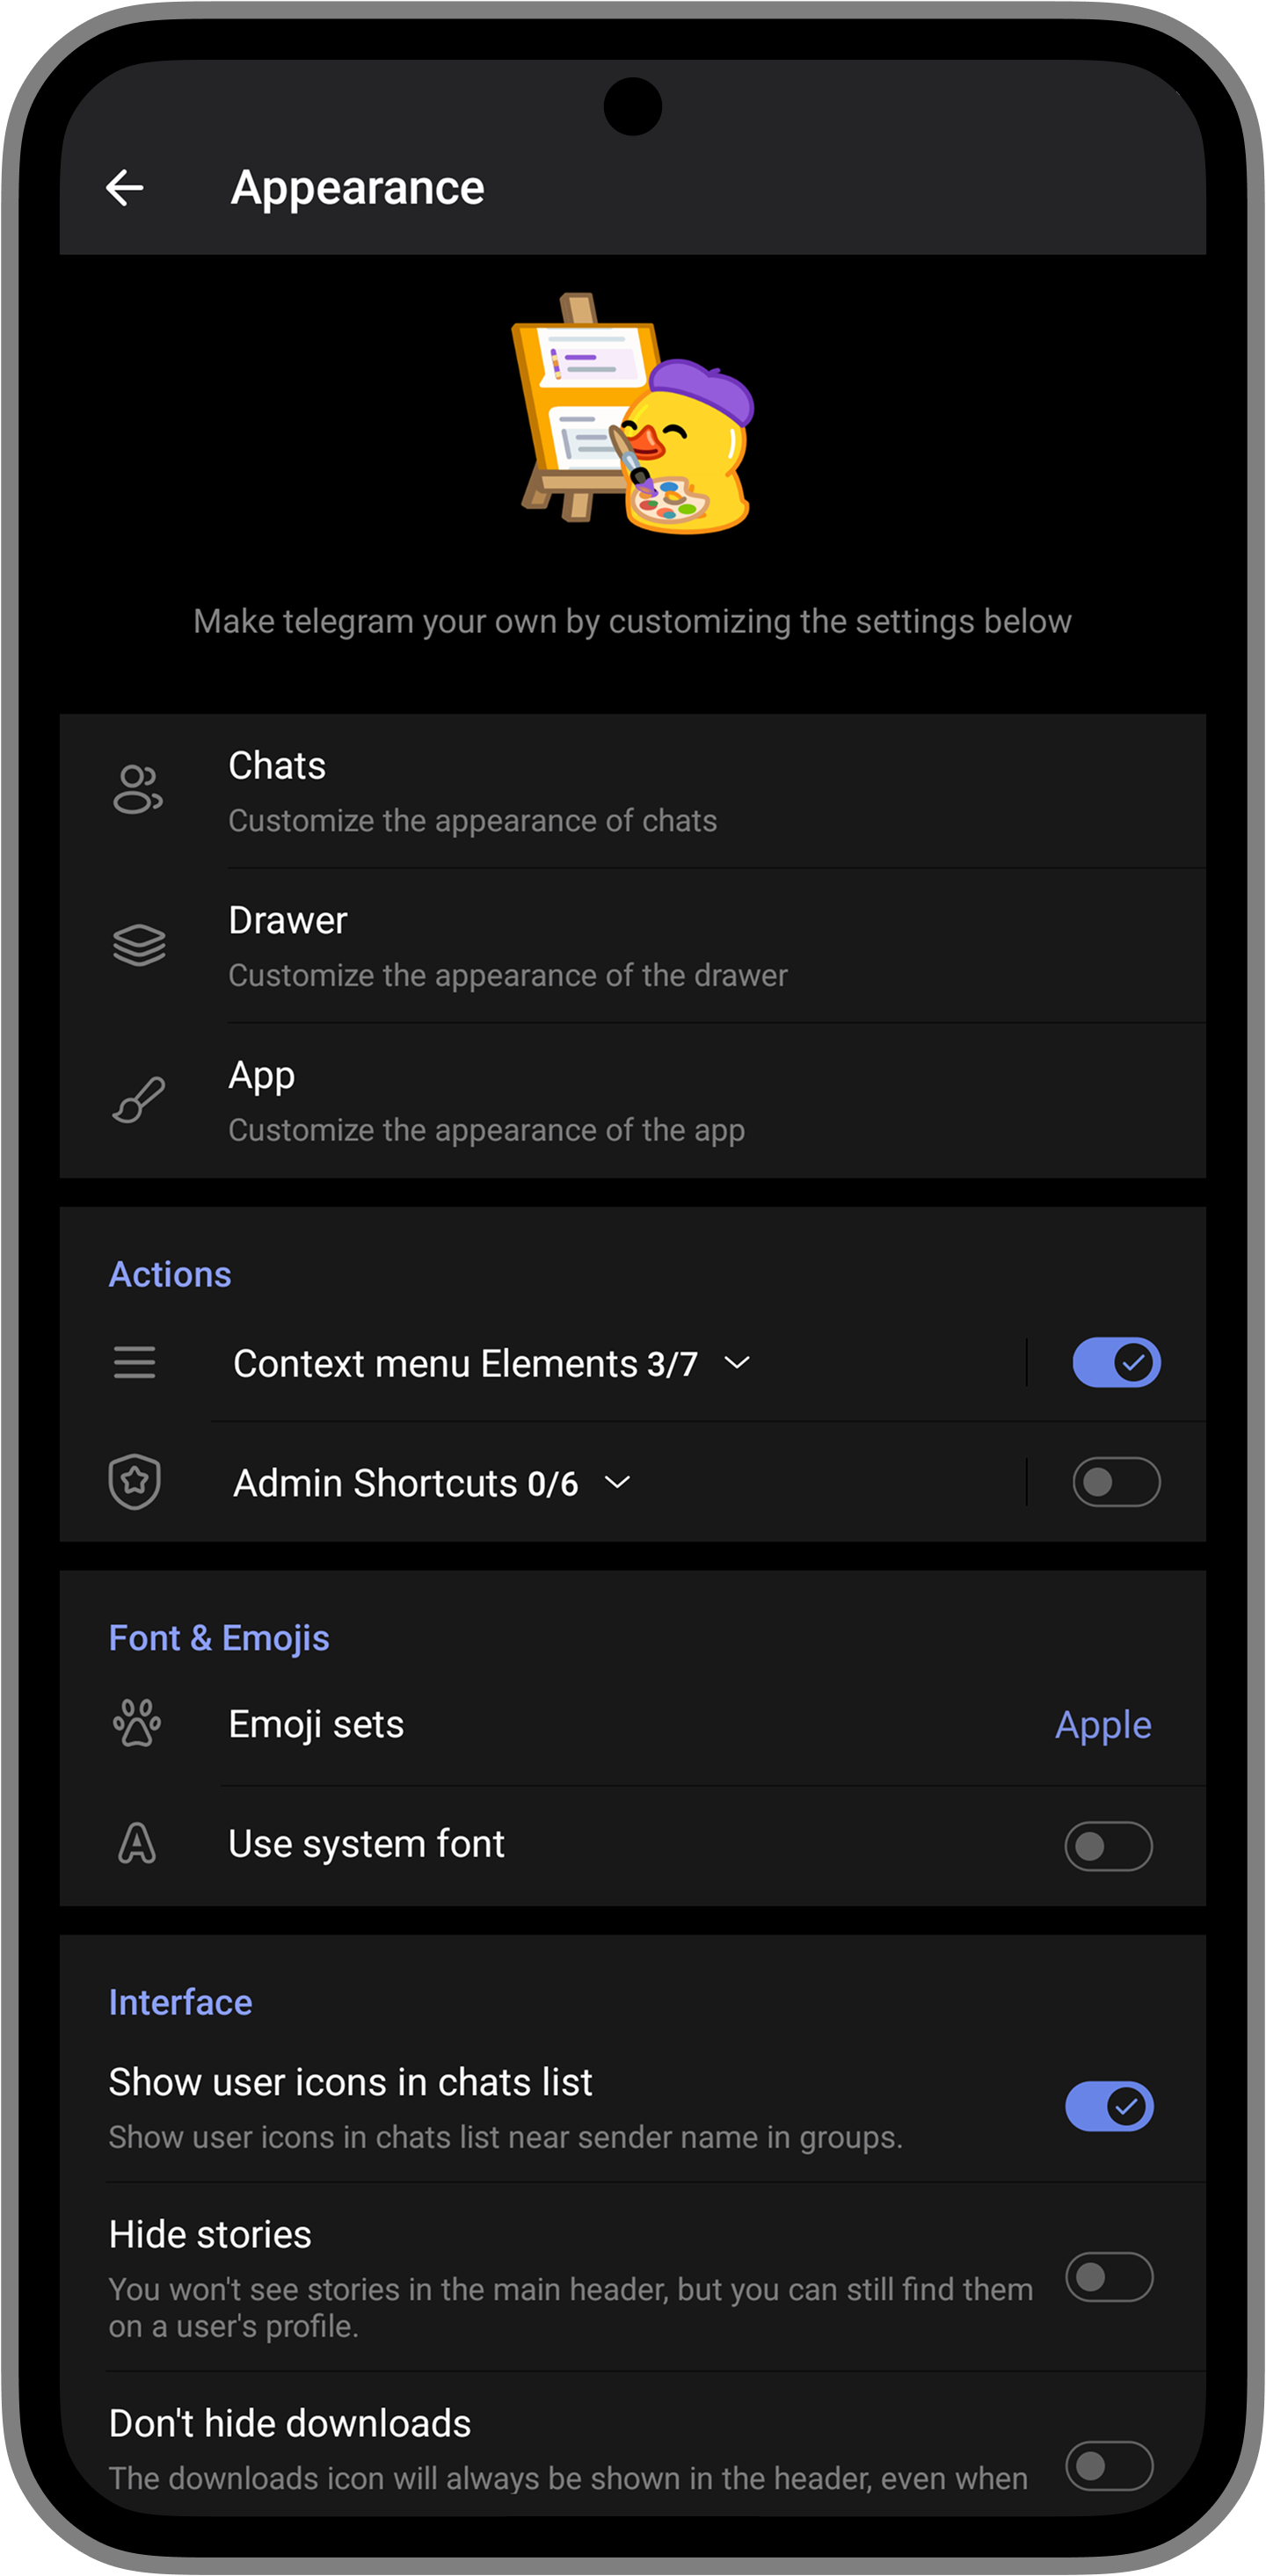 Appearance
Make telegram your own by customizing the settings below
Chats
Customize the appearance of chats
Drawer
Customize the appearance of the drawer
App
Customize the appearance of the app
Actions
Context menu Elements 3/7
Admin Shortcuts 0/6
Font & Emojis
Emoji sets
Apple
Use system font
Interface
Show user icons in chats list
Show user icons in chats list near sender name in groups.
Hide stories
You won't see stories in the main header, but you can still find them
on a user's profile.
Don't hide downloads
The downloads icon will always be shown in the header, even when